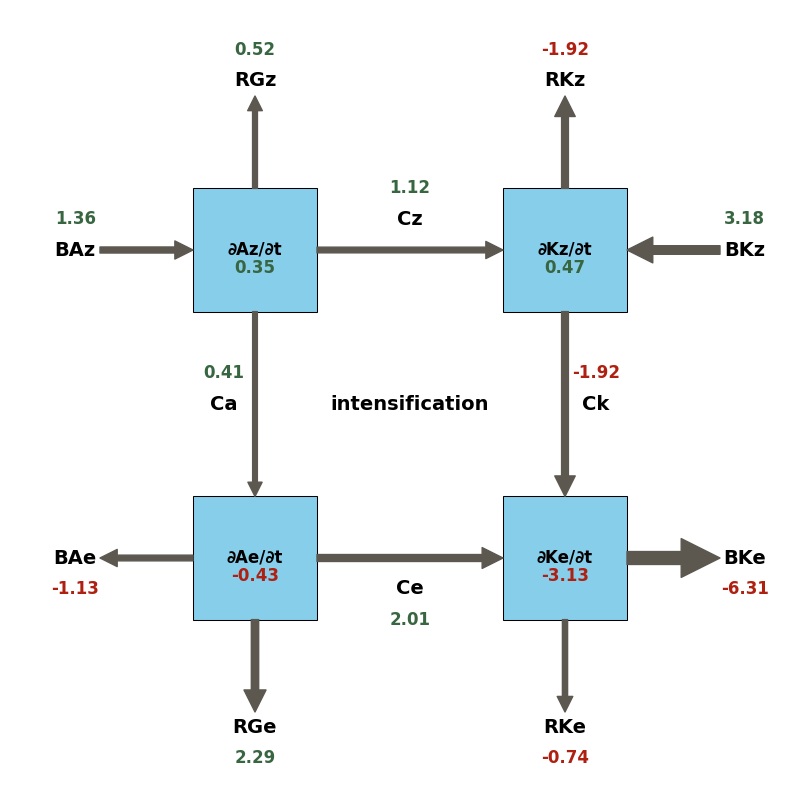 0.52
RGz
-1.92
RKz
1.36
BAz
∂Az/∂t
0.35
1.12
Cz
∂Kz/∂t
0.47
3.18
BKz
0.41
Ca
intensification
-1.92
Ck
BAe
-1.13
∂Ae/∂t
-0.43
Ce
2.01
∂Ke/∂t
-3.13
BKe
-6.31
RGe
2.29
RKe
-0.74